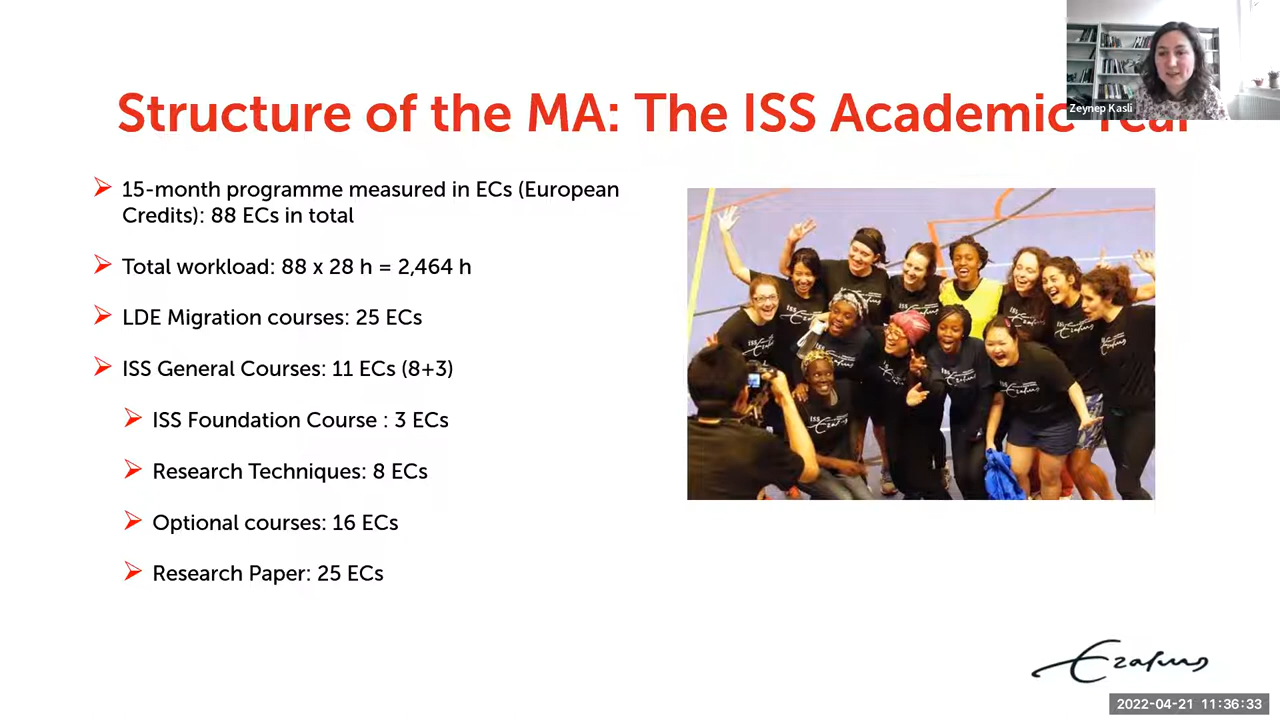 Structure of the MA: The ISS Academic Year
Zeynep Kasli
15-month programme measured in ECs (European
Credits): 88 ECs in total
Total workload: 88 x 28 h = 2,464 h
LDE Migration courses: 25 ECs
ISS General Courses: 11 ECs (8+3)
ISS Foundation Course : 3 ECs
Research Techniques: 8 ECs
Optional courses: 16 ECs
Research Paper: 25 ECs
ISS
Erasmus
2022-04-21 11:36:33